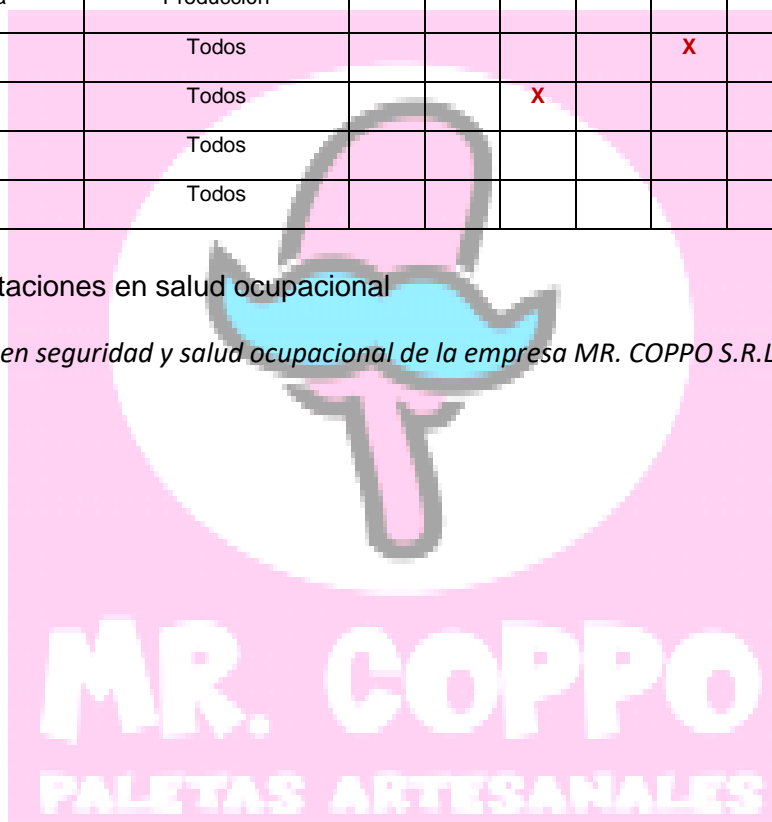 Producción
Todos X
Todos X
Todos
Todos
taciones en salud ocupacional
en seguridad y salud ocupacional de la empresa MR. COPPO S.R.L
MR. COPPO
PALETAS ARTESANALES